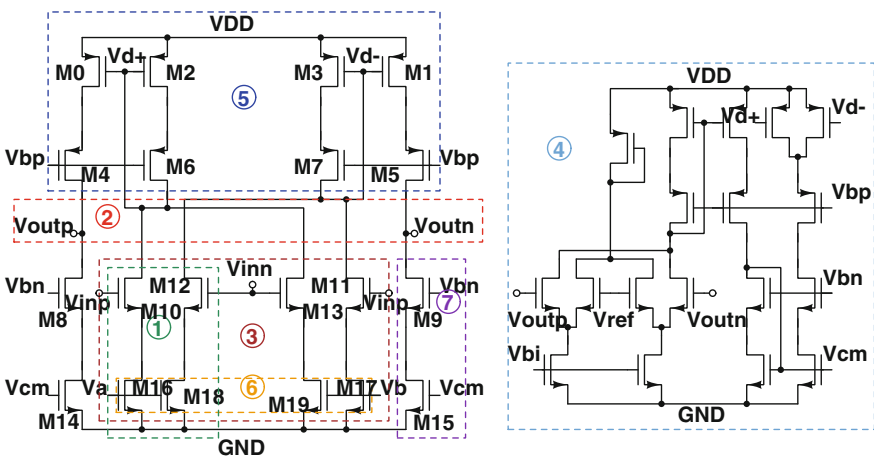 VDD
M0 Vd+ M2 M3 Vd- M1
5
Vbp M4 M6 M7 M5 Vbp
2
Voutp Voutn
Vbn M12 Vinn M11 Vbn
Vinp M10 M13 Vinp
M8 1 3 M9 7
Vcm Va M16 6 M17 Vb Vcm
M14 M18 M19 M15
GND
VDD
Vd+ Vd-
4
Vbp
Vbn
Voutp Vref Voutn
Vbi Vcm
GND